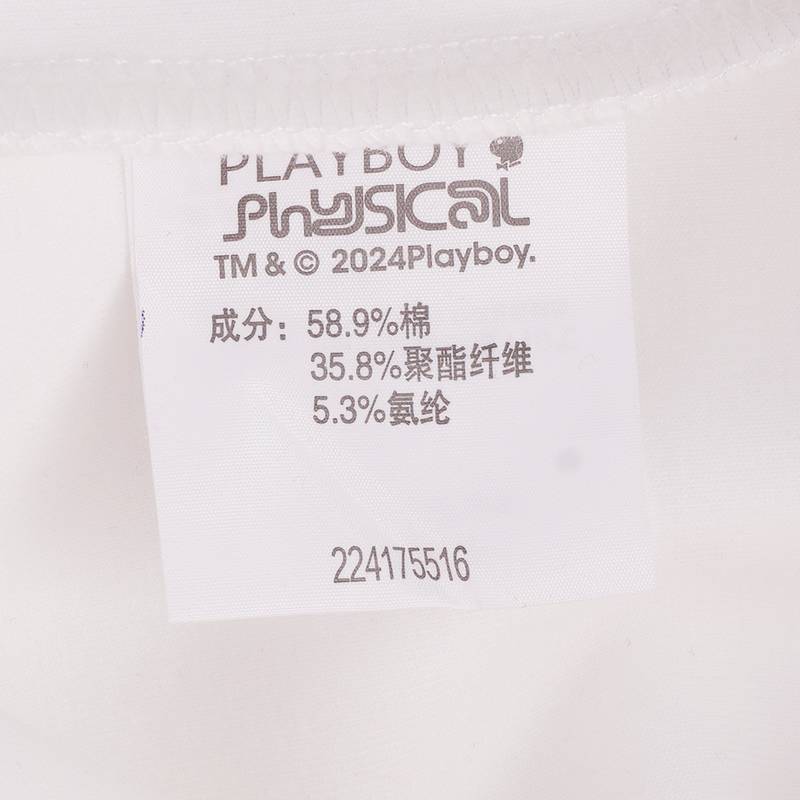 PLAYBOY
PHYSICAL
TM & © 2024Playboy.
成分: 58.9%棉
35.8%聚酯纤维
5.3%氨纶
224175516